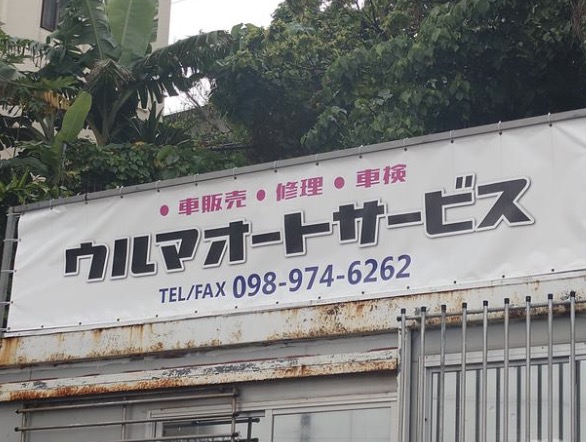 • 車販売 • 修理 • 車検
ウルマオートサービス
TEL/FAX 098-974-6262